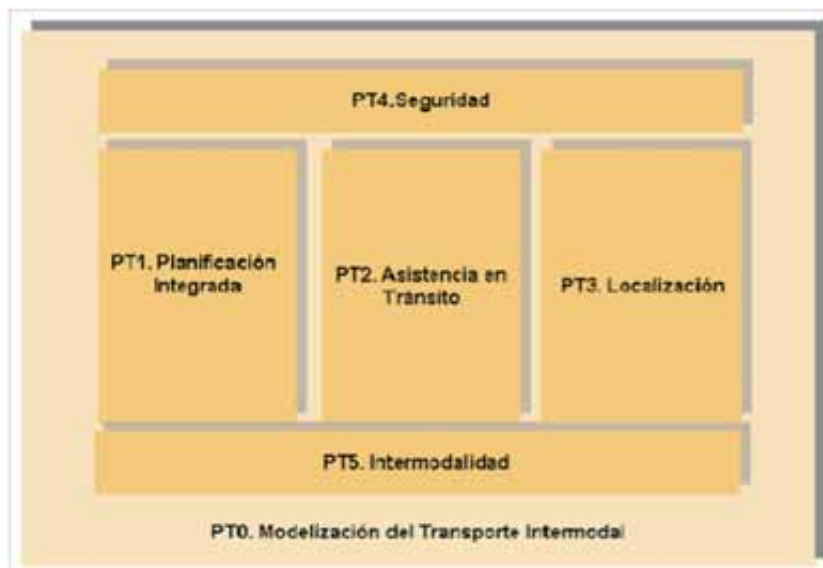 PT4.Seguridad
PT1. Planificación
Integrada
PT2. Asistencia en
Tránsito
PT3. Localización
PT5. Intermodalidad
PT0. Modelización del Transporte Intermodal